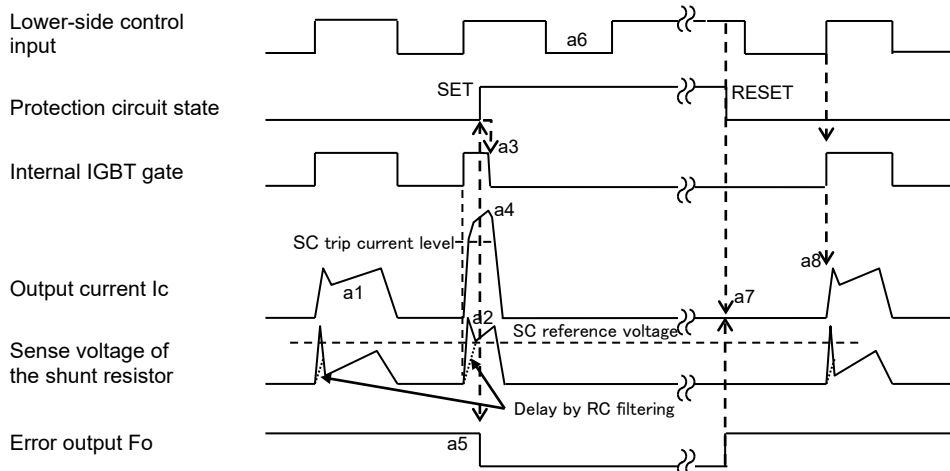 Lower-side control
input
a6
Protection circuit state
SET
RESET
Internal IGBT gate
a3
a4
SC trip current level
Output current Ic
a1
a8
a7
a2
SC reference voltage
Sense voltage of
the shunt resistor
Delay by RC filtering
Error output Fo
a5